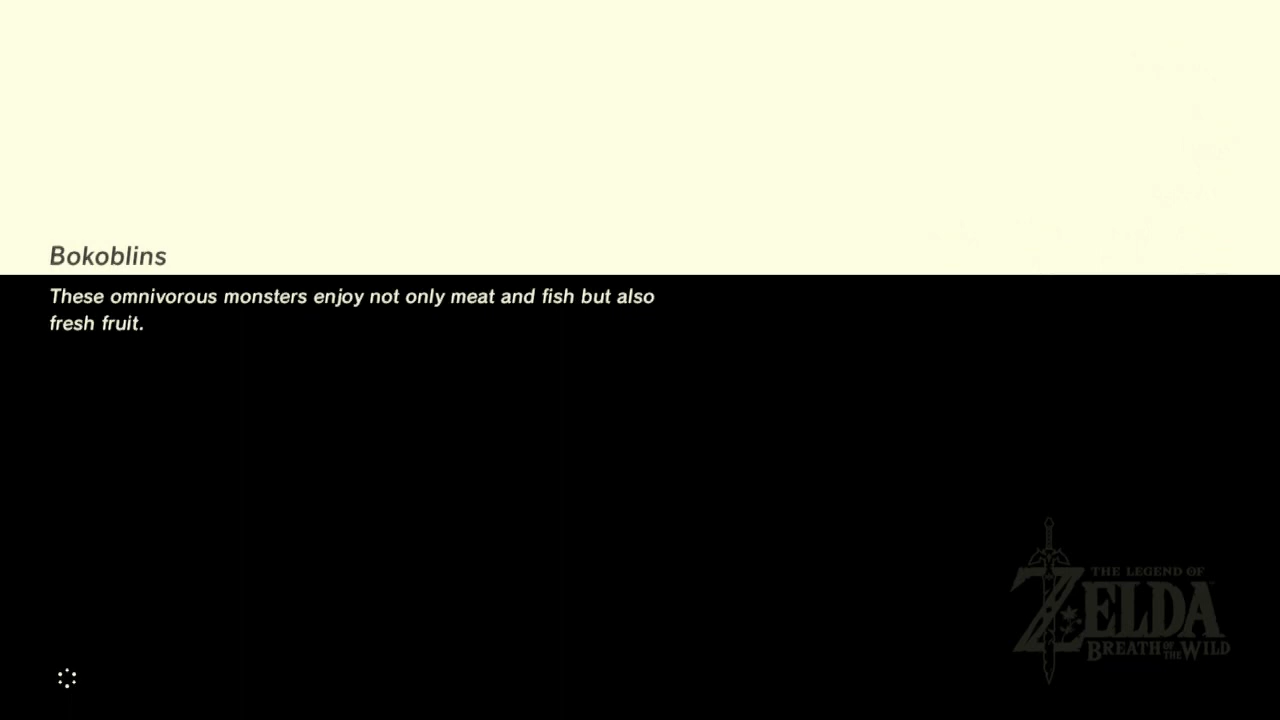 Bokoblins
These omnivorous monsters enjoy not only meat and fish but also
fresh fruit.
THE LEGEND OF
ZELDA
BREATH OF THE WILD